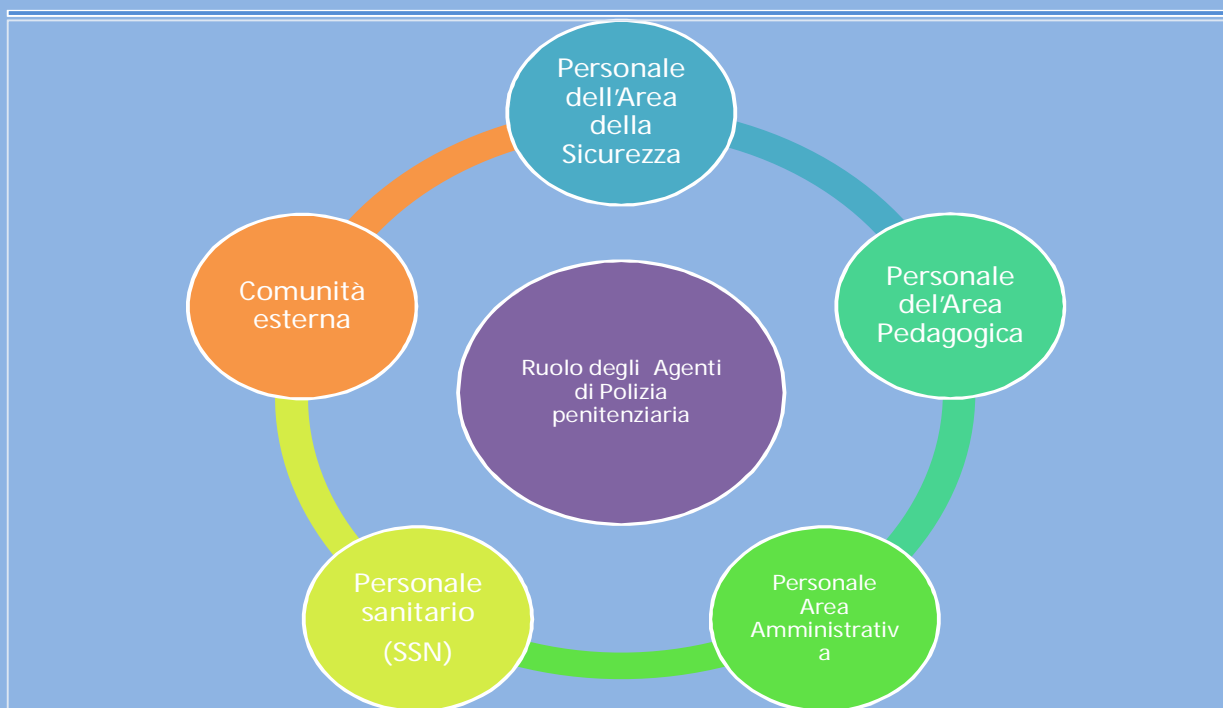 Personale
dell'Area
della
Sicurezza
Personale
del'Area
Pedagogica
Personale
Area
Amministrativ
a
Personale
sanitario
(SSN)
Comunità
esterna
Ruolo degli Agenti
di Polizia
penitenziaria